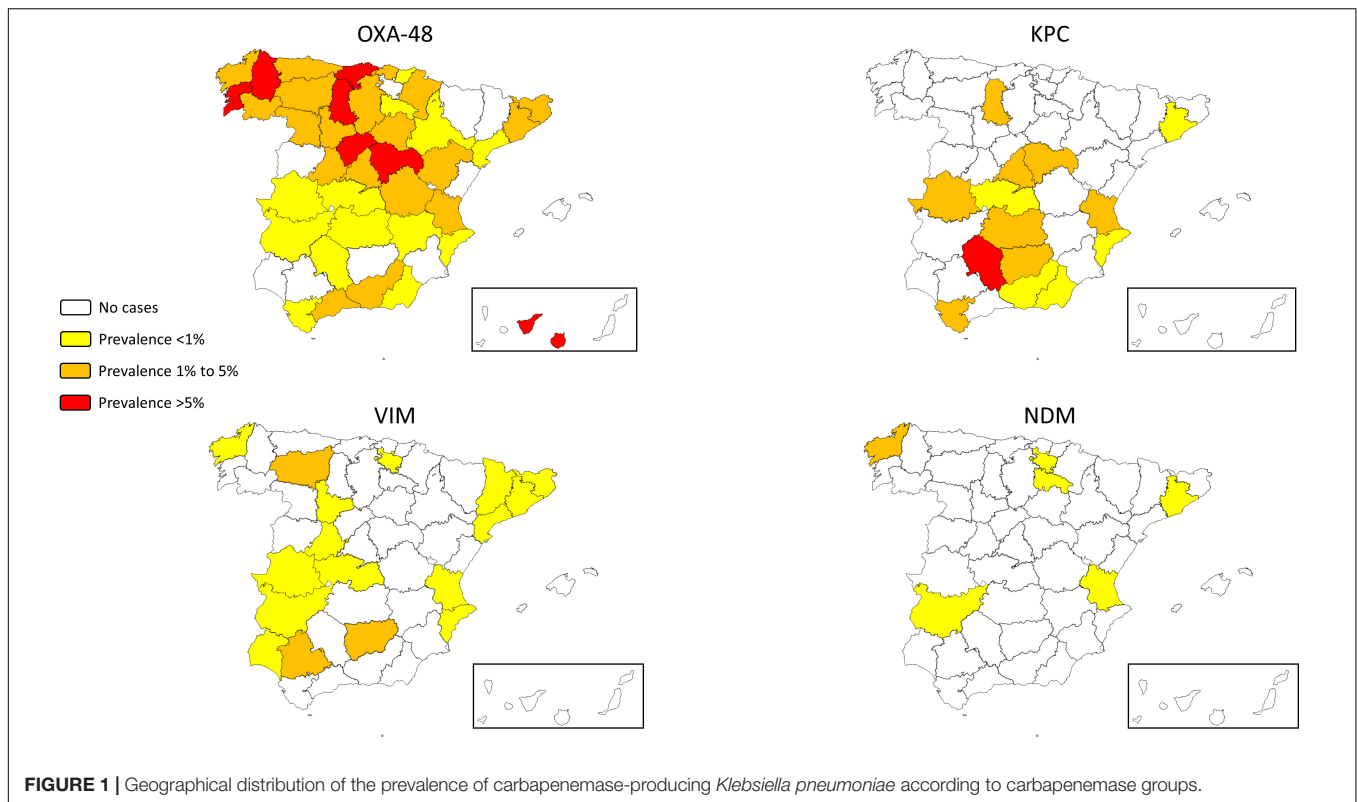 OXA-48
KPC
No cases
Prevalence <1%
Prevalence 1% to 5%
Prevalence >5%
VIM
NDM
FIGURE 1 | Geographical distribution of the prevalence of carbapenemase-producing Klebsiella pneumoniae according to carbapenemase groups.